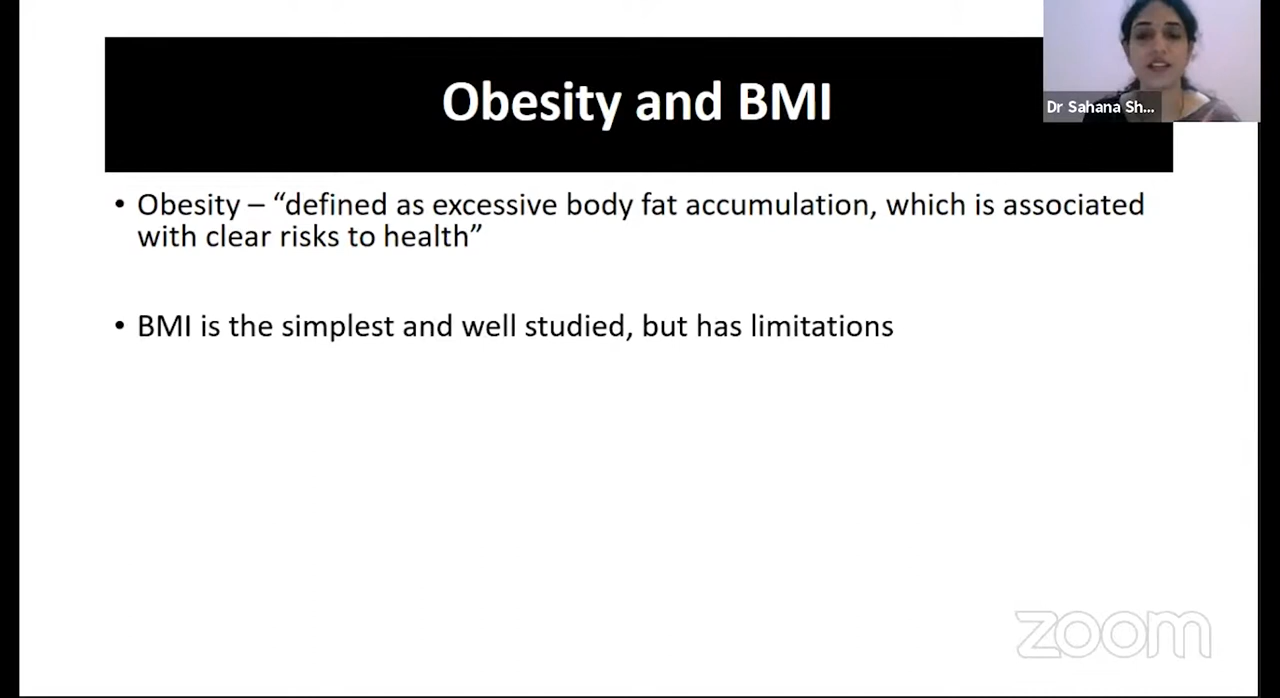 Obesity and BMI
Dr Sahana Sh...
• Obesity – “defined as excessive body fat accumulation, which is associated
with clear risks to health”
• BMI is the simplest and well studied, but has limitations
zoom